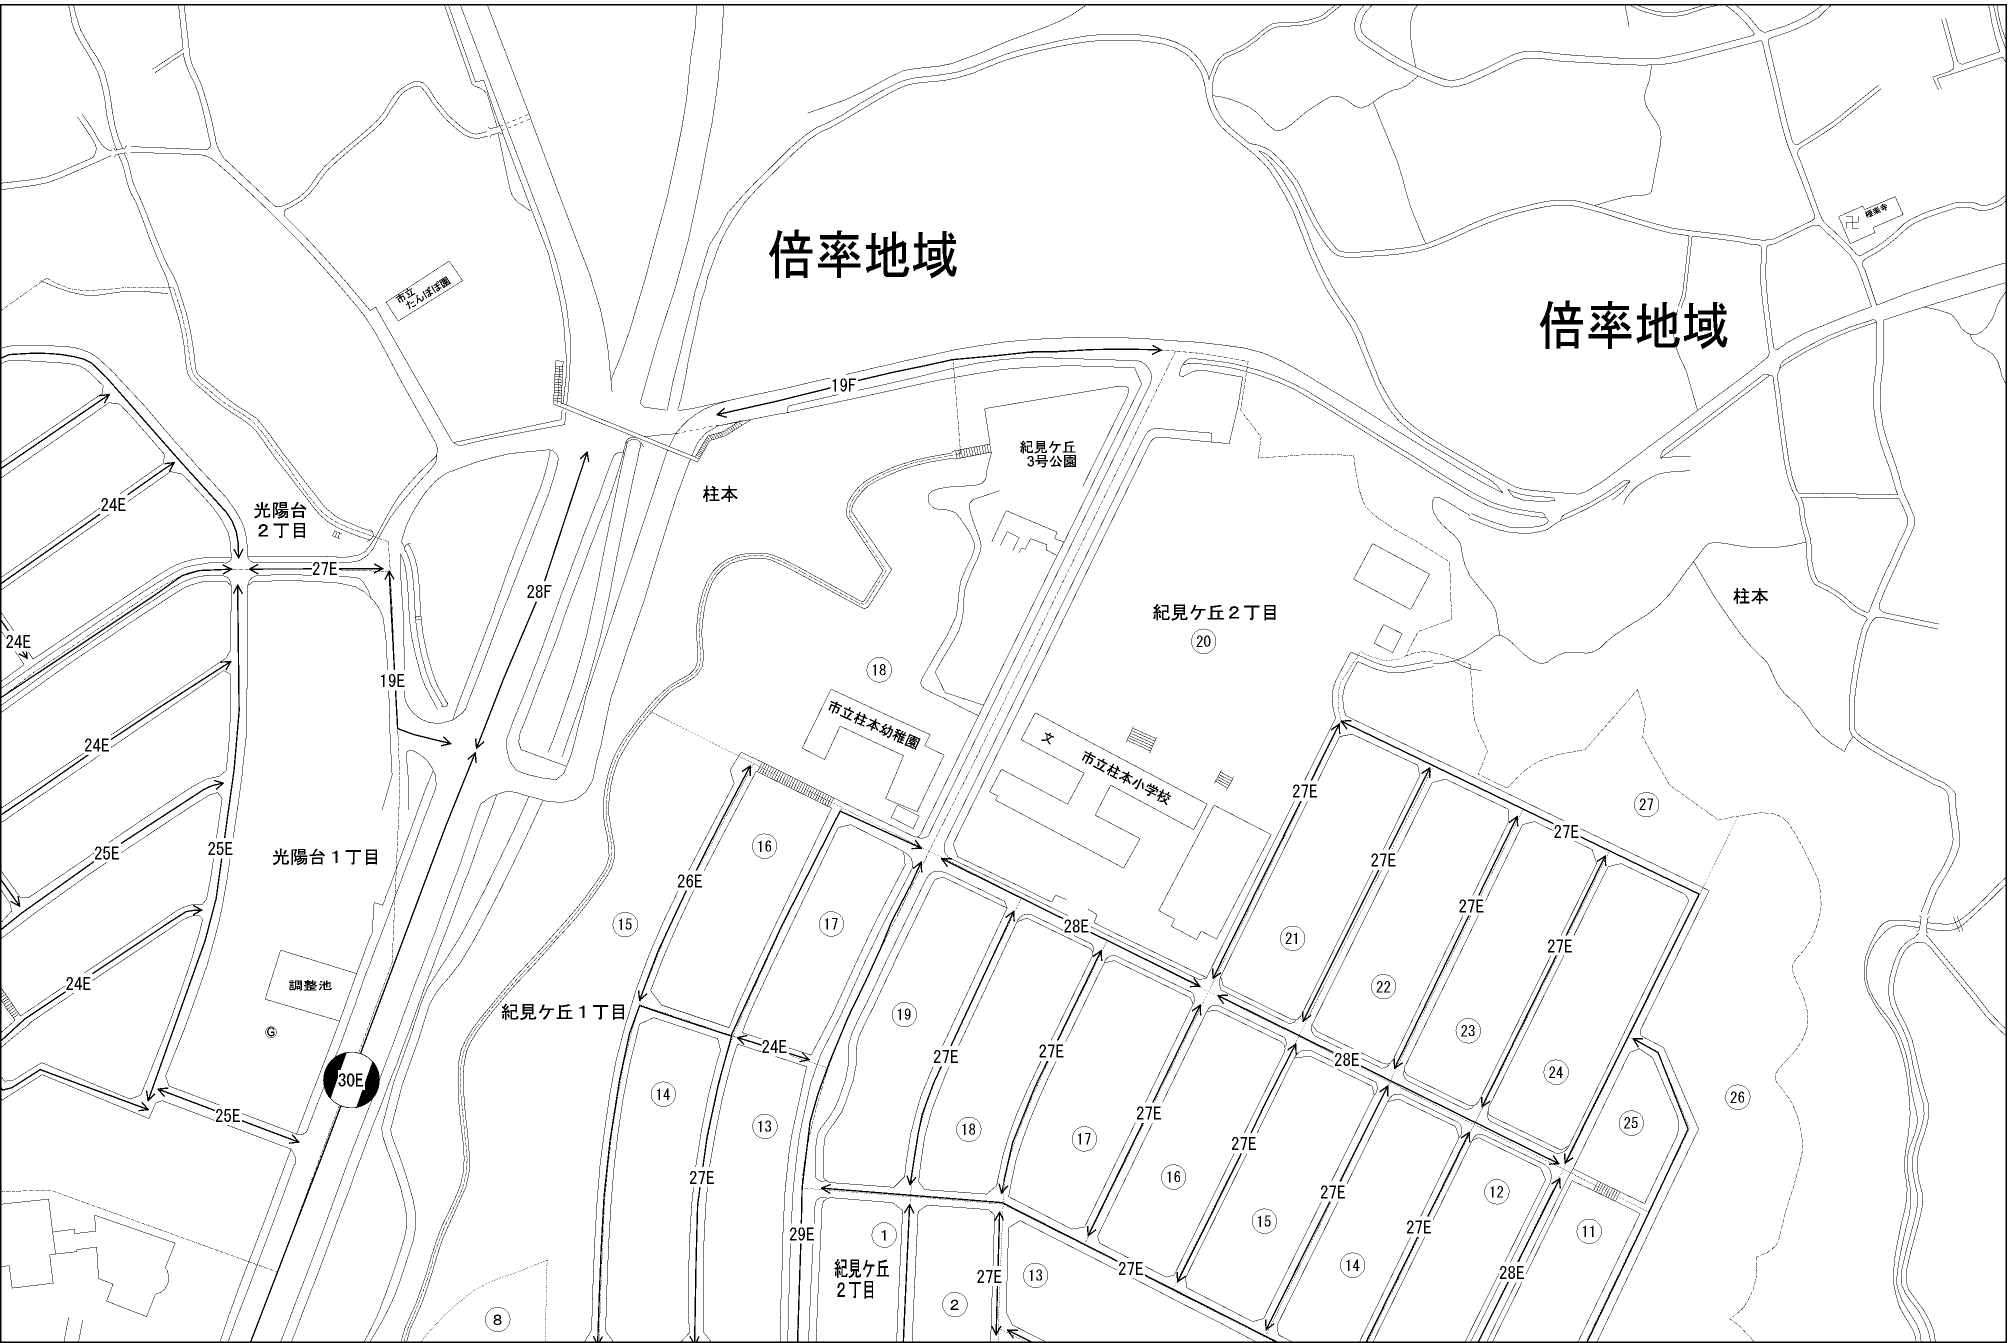 極楽寺
倍率地域
市立
たんぽぽ園
倍率地域
19F
紀見ケ丘
3号公園
柱本
24E
光陽台
2丁目
27E
28F
柱本
紀見ケ丘2丁目
20
24E
18
19E
市立柱本幼稚園
文
市立柱本小学校
24E
27E
27
27E
16
25E
25E
光陽台1丁目
27E
26E
27E
15
17
28E
21
27E
24E
調整池
22
紀見ケ丘1丁目
19
23
G
24E
27E
27E
28E
24
30E
14
26
25E
13
18
27E
25
17
27E
27E
16
27E
12
15
27E
11
29E
1
紀見ケ丘
2丁目
27E
13
27E
14
28E
2
8